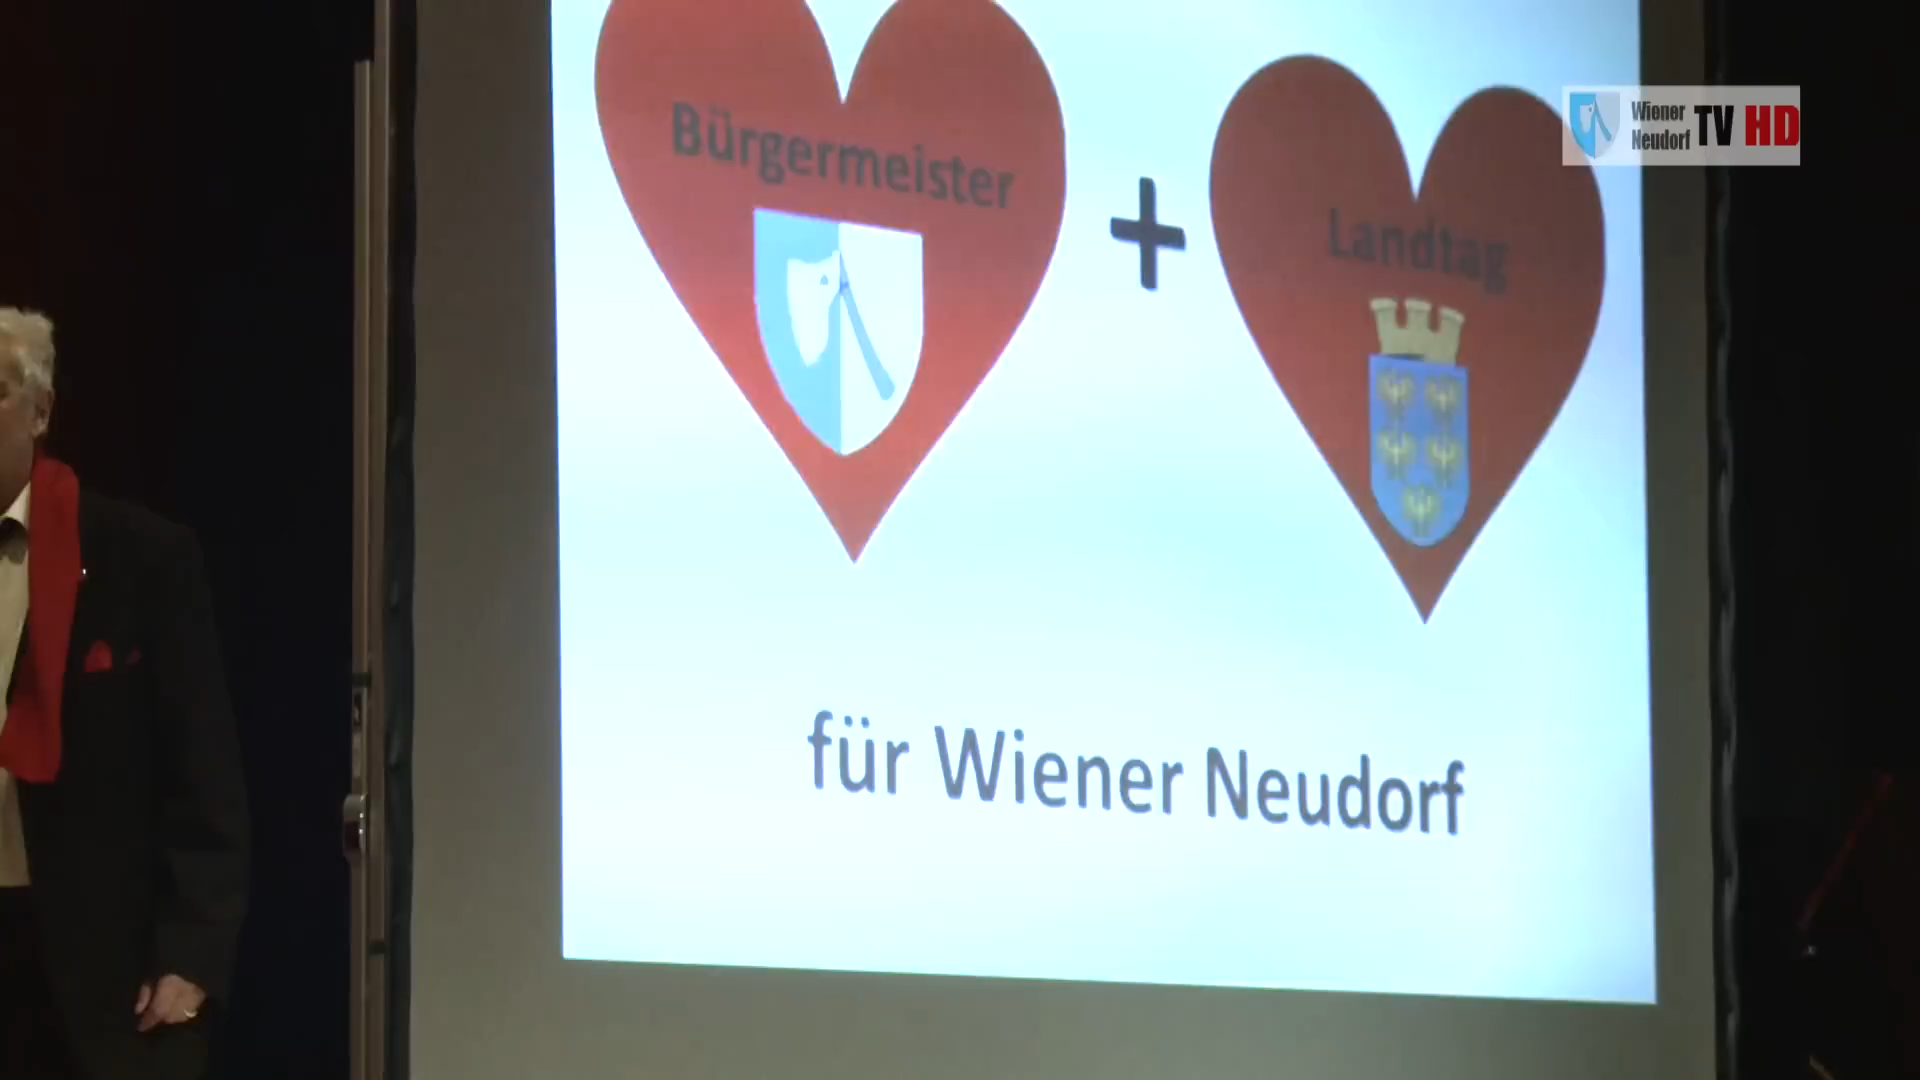 Bürgermeister
+
Landtag
Wiener
Neudorf
TV HD
für Wiener Neudorf